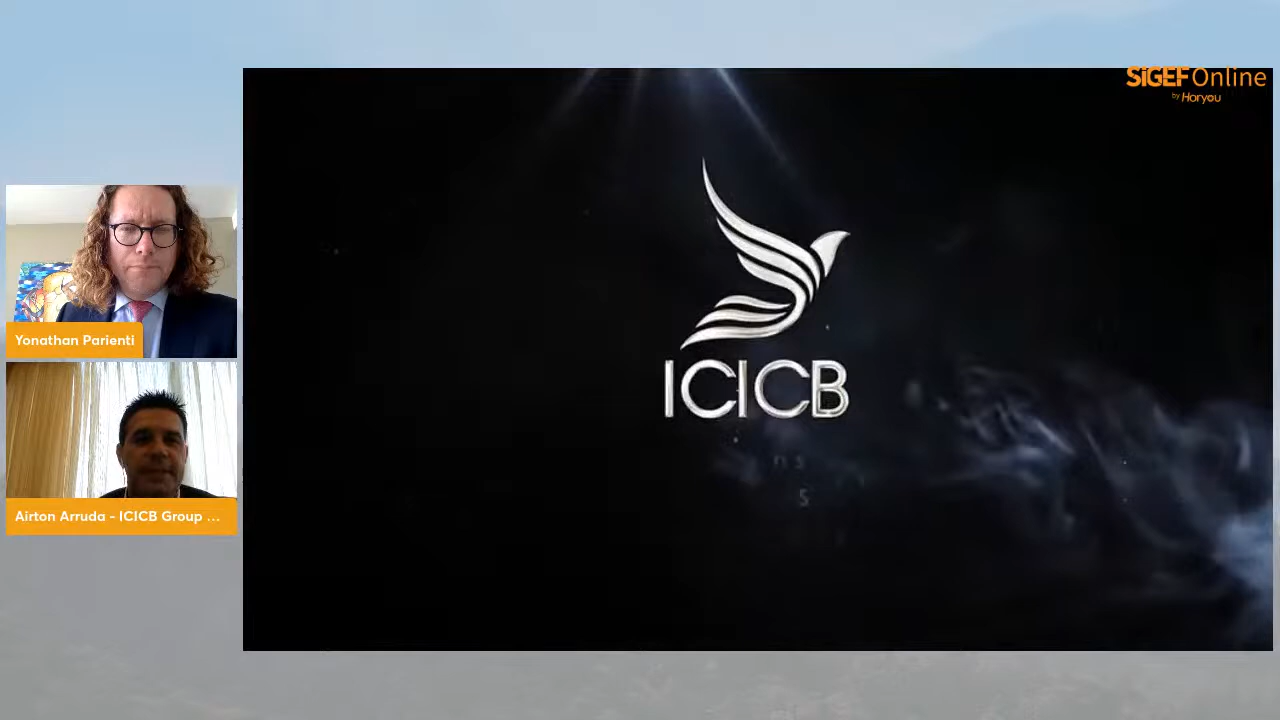 SiGEF Online
by Horyou
Yonathan Parienti
Airton Arruda - ICICB Group ...
ICICB